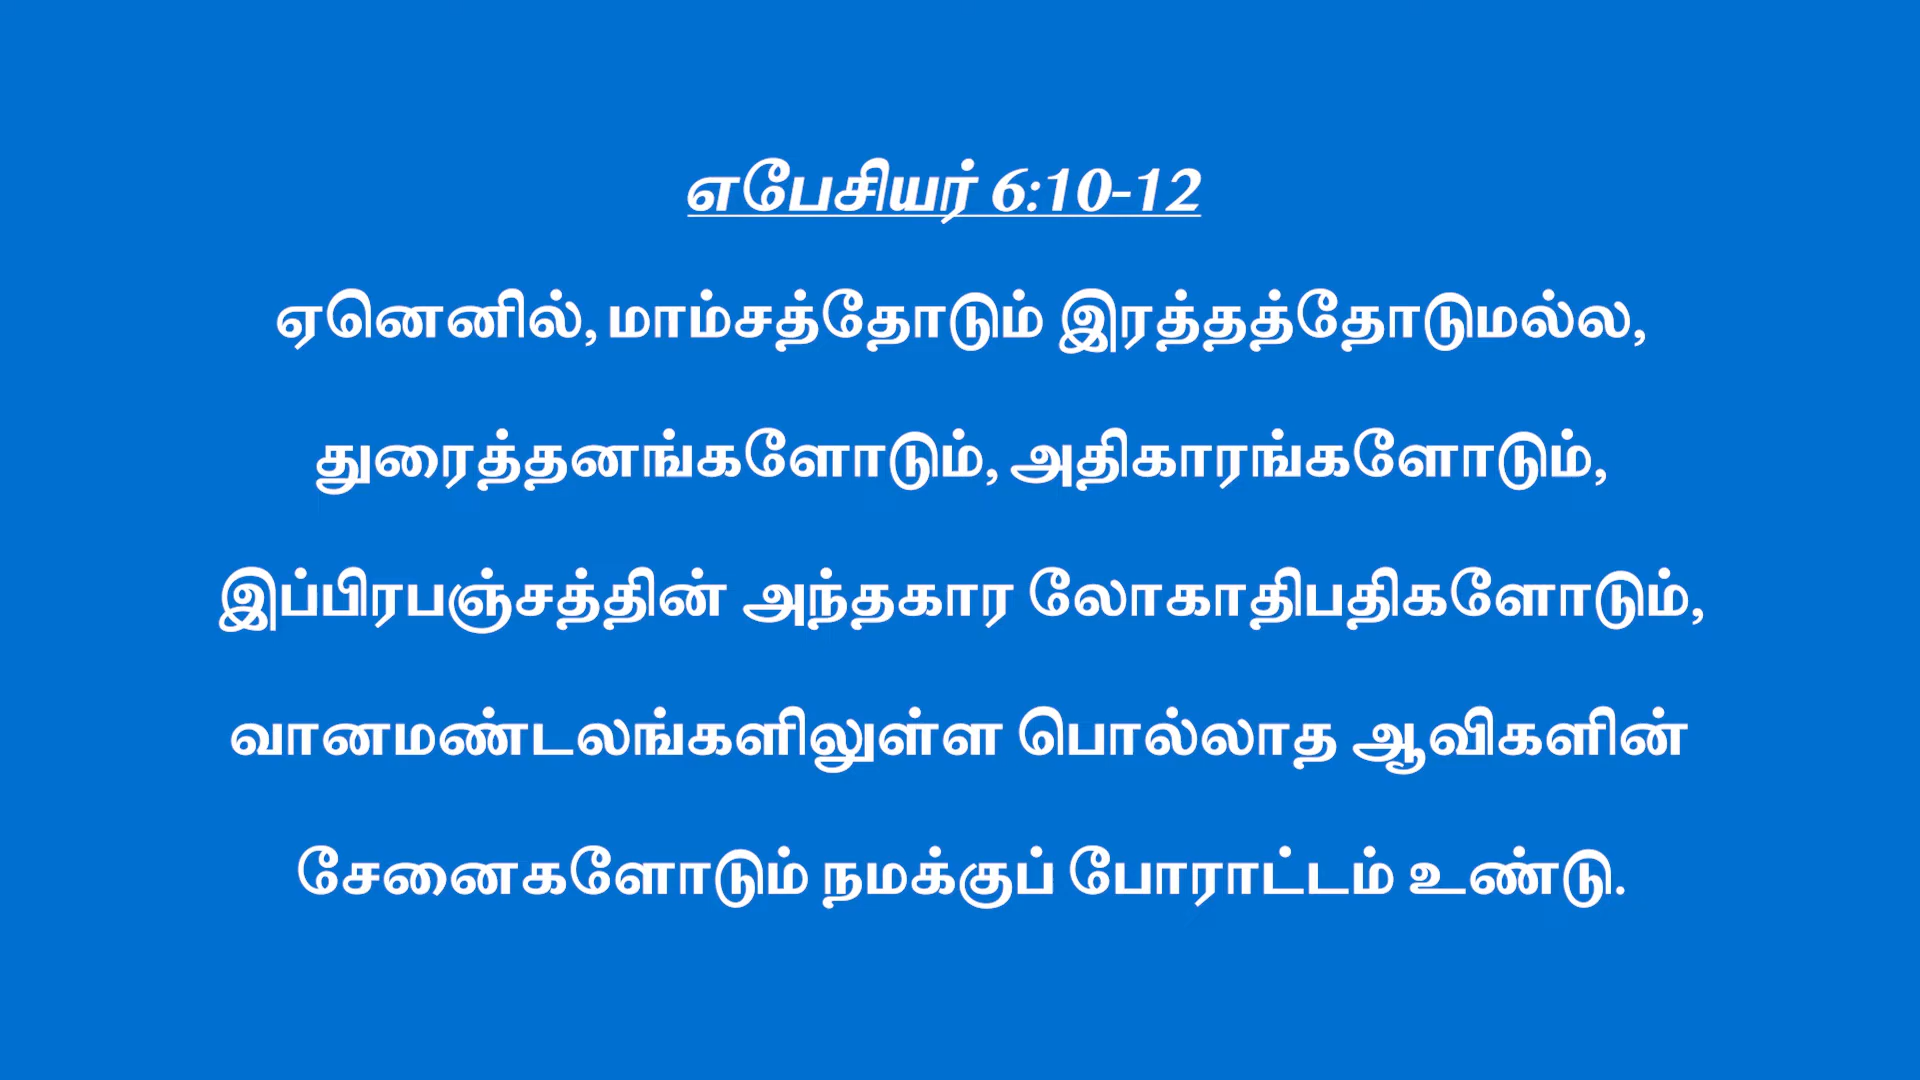 எபேசியர் 6:10-12
ஏனெனில், மாம்சத்தோடும் இரத்தத்தோடுமல்ல,
துரைத்தனங்களோடும், அதிகாரங்களோடும்,
இப்பிரபஞ்சத்தின் அந்தகார லோகாதிபதிகளோடும்,
வானமண்டலங்களிலுள்ள பொல்லாத ஆவிகளின்
சேனைகளோடும் நமக்குப் போராட்டம் உண்டு.